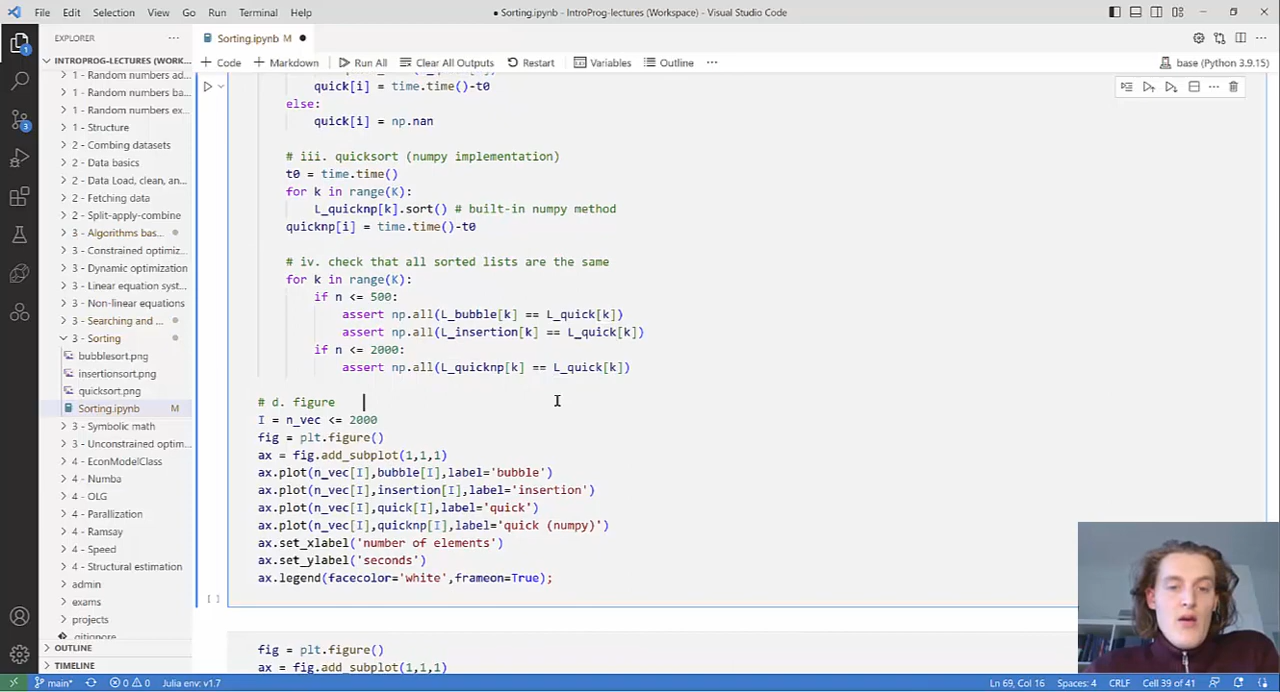 File Edit Selection View Go Run Terminal Help
● Sorting.ipynb - IntroProg-lectures (Workspace) - Visual Studio Code
EXPLORER
Sorting.ipynb M ●
INTROPROG-LECTURES (WORK...
+ Code + Markdown Run All Clear All Outputs Restart Variables Outline ... base (Python 3.9.15)
1 - Random numbers ad...
1 - Random numbers ba...
1 - Random numbers ex...
1 - Structure
2 - Combing datasets
2 - Data basics
2 - Data Load, clean, an...
2 - Fetching data
2 - Split-apply-combine
3 - Algorithms bas...
3 - Constrained optimiz...
3 - Dynamic optimization
3 - Linear equation syst...
3 - Non-linear equations
3 - Searching and ...
3 - Sorting
bubblesort.png
insertionsort.png
quicksort.png
Sorting.ipynb M
3 - Symbolic math
3 - Unconstrained optim...
4 - EconModelClass
4 - Numba
4 - OLG
4 - Parallization
4 - Ramsay
4 - Speed
4 - Structural estimation
admin
exams
projects
.gitignore
OUTLINE
TIMELINE
quick[i] = time.time()-t0
else:
quick[i] = np.nan
# iii. quicksort (numpy implementation)
t0 = time.time()
for k in range(K):
L_quicknp[k].sort() # built-in numpy method
quicknp[i] = time.time()-t0
# iv. check that all sorted lists are the same
for k in range(K):
if n <= 500:
assert np.all(L_bubble[k] == L_quick[k])
assert np.all(L_insertion[k] == L_quick[k])
if n <= 2000:
assert np.all(L_quicknp[k] == L_quick[k])
# d. figure
I = n_vec <= 2000
fig = plt.figure()
ax = fig.add_subplot(1,1,1)
ax.plot(n_vec[I],bubble[I],label='bubble')
ax.plot(n_vec[I],insertion[I],label='insertion')
ax.plot(n_vec[I],quick[I],label='quick')
ax.plot(n_vec[I],quicknp[I],label='quick (numpy)')
ax.set_xlabel('number of elements')
ax.set_ylabel('seconds')
ax.legend(facecolor='white',frameon=True);
[ ]
fig = plt.figure()
ax = fig.add_subplot(1,1,1)
main* 0 0 Julia env: v1.7 Ln 69, Col 16 Spaces: 4 CRLF Cell 39 of 41